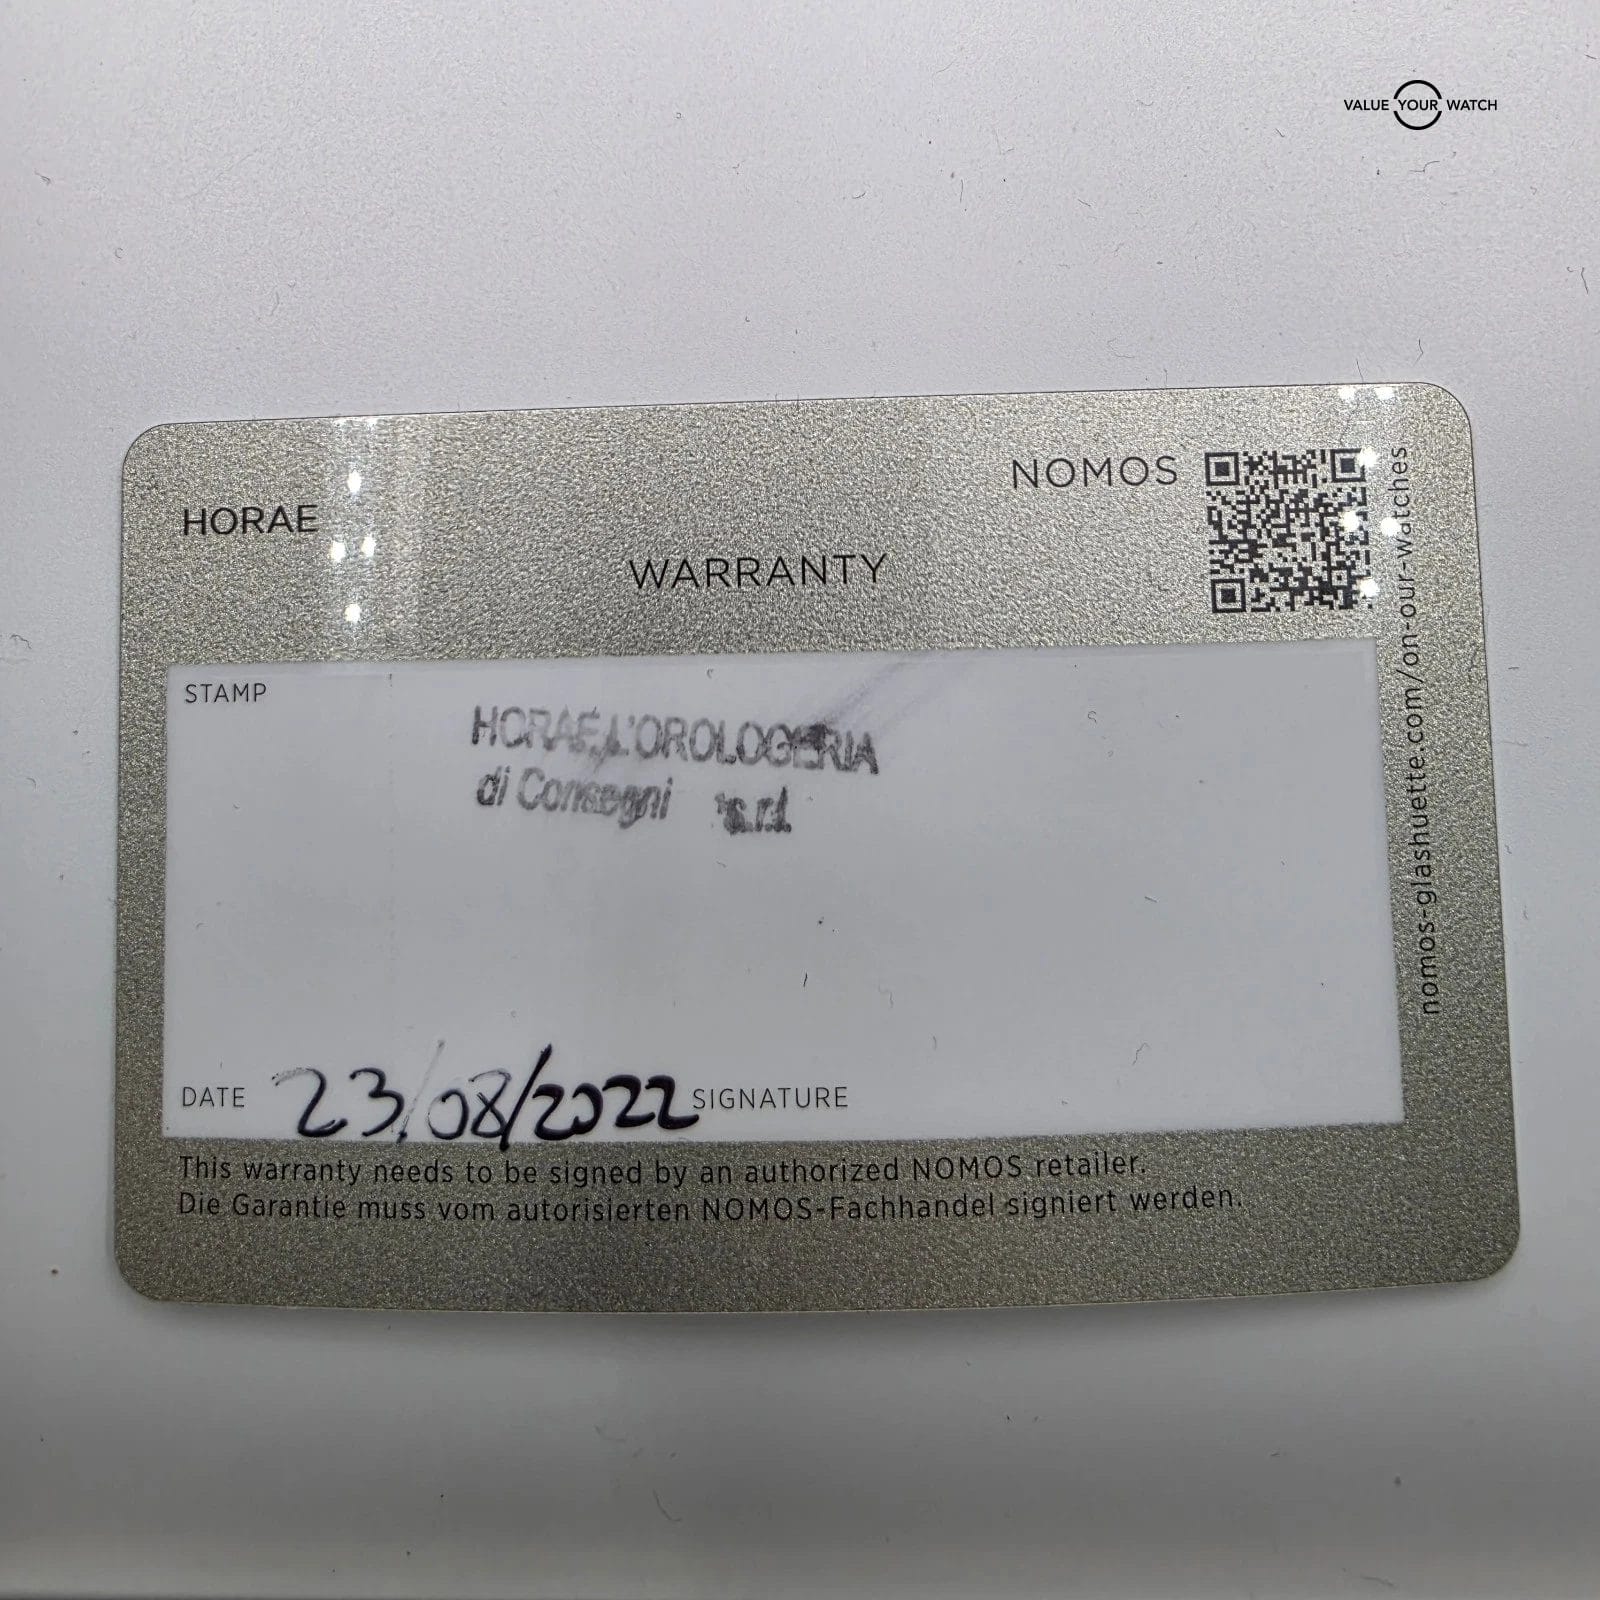 VALUE YOUR WATCH
HORAE
NOMOS
WARRANTY
nomos-glashuette.com/on-our-watches
STAMP
HORAE L'OROLOGERIA
di Consegni s.r.l.
DATE 23/08/2022 SIGNATURE
This warranty needs to be signed by an authorized NOMOS retailer.
Die Garantie muss vom autorisierten NOMOS-Fachhandel signiert werden.